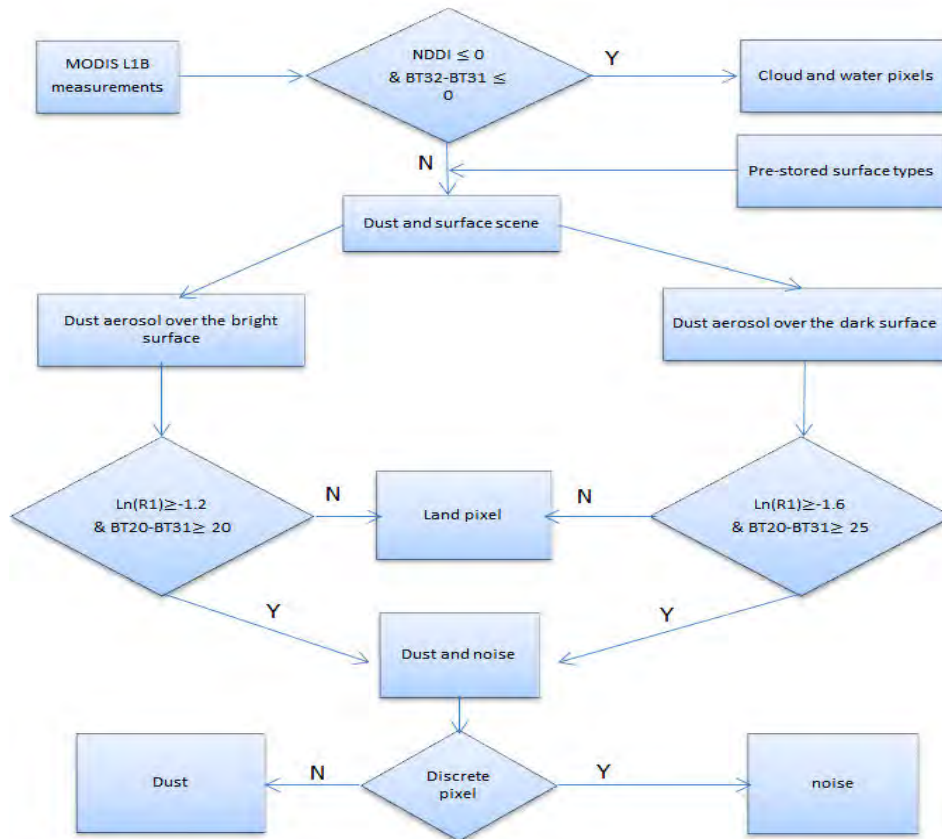 MODIS L1B
measurements
NDDI ≤ 0
& BT32-BT31 ≤
0
Y
Cloud and water pixels
N
Pre-stored surface types
Dust and surface scene
Dust aerosol over the bright
surface
Dust aerosol over the dark surface
Ln(R1)≥-1.2
& BT20-BT31≥ 20
N
Land pixel
N
Ln(R1)≥-1.6
& BT20-BT31≥ 25
Y
Y
Dust and noise
Dust
N
Discrete
pixel
Y
noise